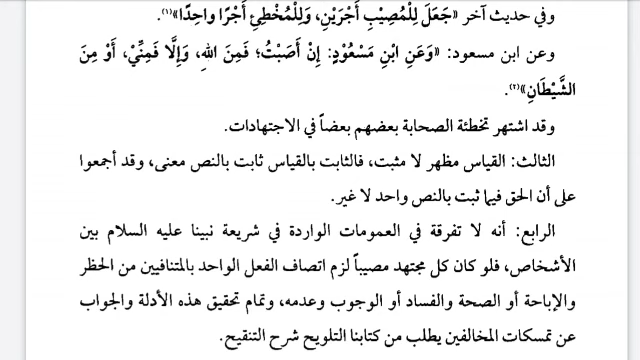 وفي حديث آخر «جَعَلَ لِلْمُصِيْبِ أَجْرَيْنِ، وَلِلْمُخْطِئِ أَجْرًا وَاحِدًا»(١).
وعن ابن مسعود: «وَعَنِ ابْنِ مَسْعُوْدٍ: إِنْ أَصَبْتُ؛ فَمِنَ اللهِ، وَإِلَّا فَمِنِّيْ، أَوْ مِنَ
الشَّيْطَانِ»(٢).
وقد اشتهر تخطئة الصحابة بعضهم بعضاً في الاجتهادات.
الثالث: القياس مظهر لا مثبت، فالثابت بالقياس ثابت بالنص معنى، وقد أجمعوا
على أن الحق فيما ثبت بالنص واحد لا غير.
الرابع: أنه لا تفرقة في العمومات الواردة في شريعة نبينا عليه السلام بين
الأشخاص، فلو كان كل مجتهد مصيباً لزم اتصاف الفعل الواحد بالمتنافيين من الحظر
والإباحة أو الصحة والفساد أو الوجوب وعدمه، وتمام تحقيق هذه الأدلة والجواب
عن تمسكات المخالفين يطلب من كتابنا التلويح شرح التنقيح.